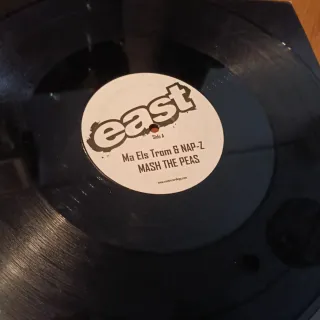 east
Side A
Ma Els Trom & NAP-Z
MASH THE PEAS